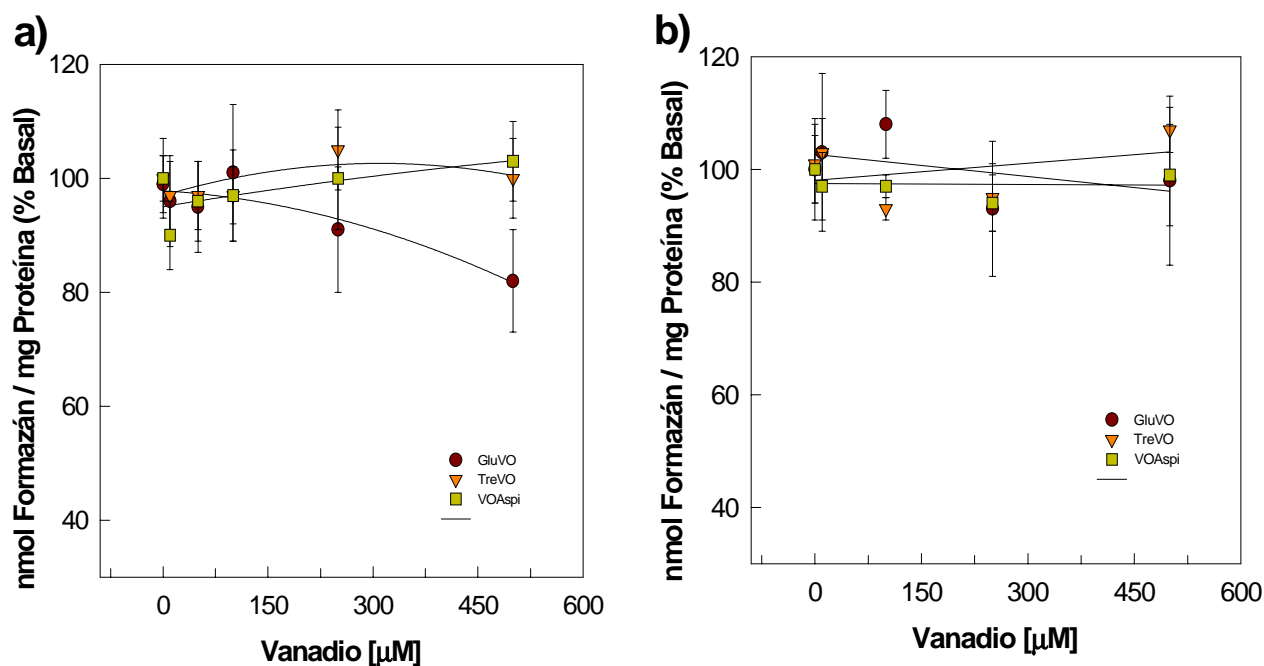 a)
nmol Formazán / mg Proteína (% Basal)
120
100
80
60
40
0
150
300
450
600
Vanadio [μM]
GluVO
TreVO
VOAspi
b)
nmol Formazán / mg Proteína (% Basal)
120
100
80
60
40
0
150
300
450
600
Vanadio [μM]
GluVO
TreVO
VOAspi